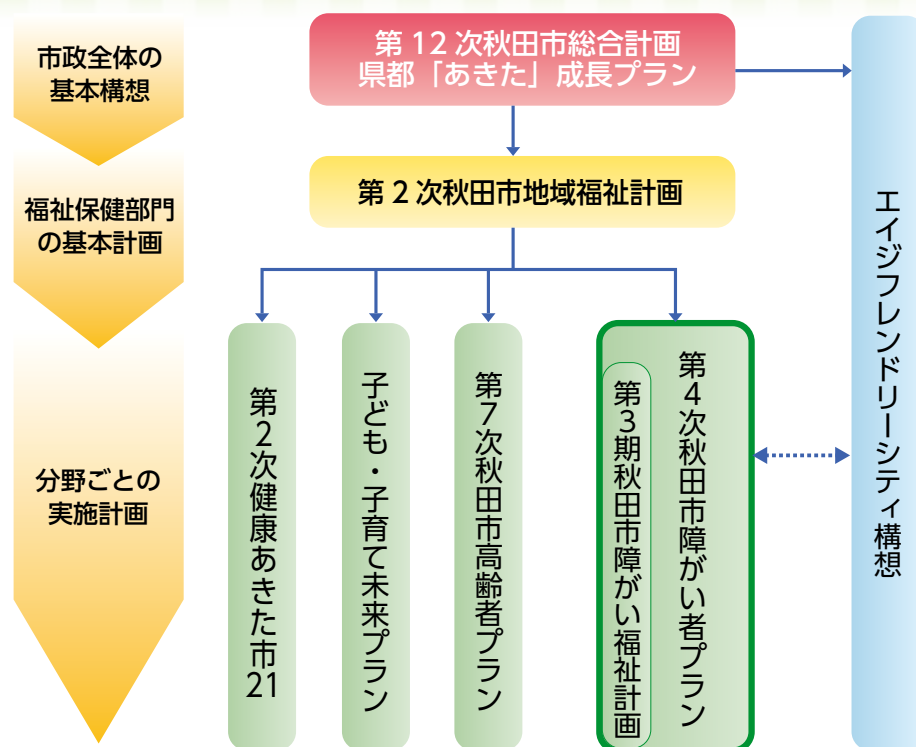 市政全体の
基本構想
第12次秋田市総合計画
県都「あきた」成長プラン
福祉保健部門
の基本計画
第2次秋田市地域福祉計画
分野ごとの
実施計画
第2次健康あきた市21
子ども・子育て未来プラン
第7次秋田市高齢者プラン
第4次秋田市障がい者プラン
第3期秋田市障がい福祉計画
エイジフレンドリーシティ構想